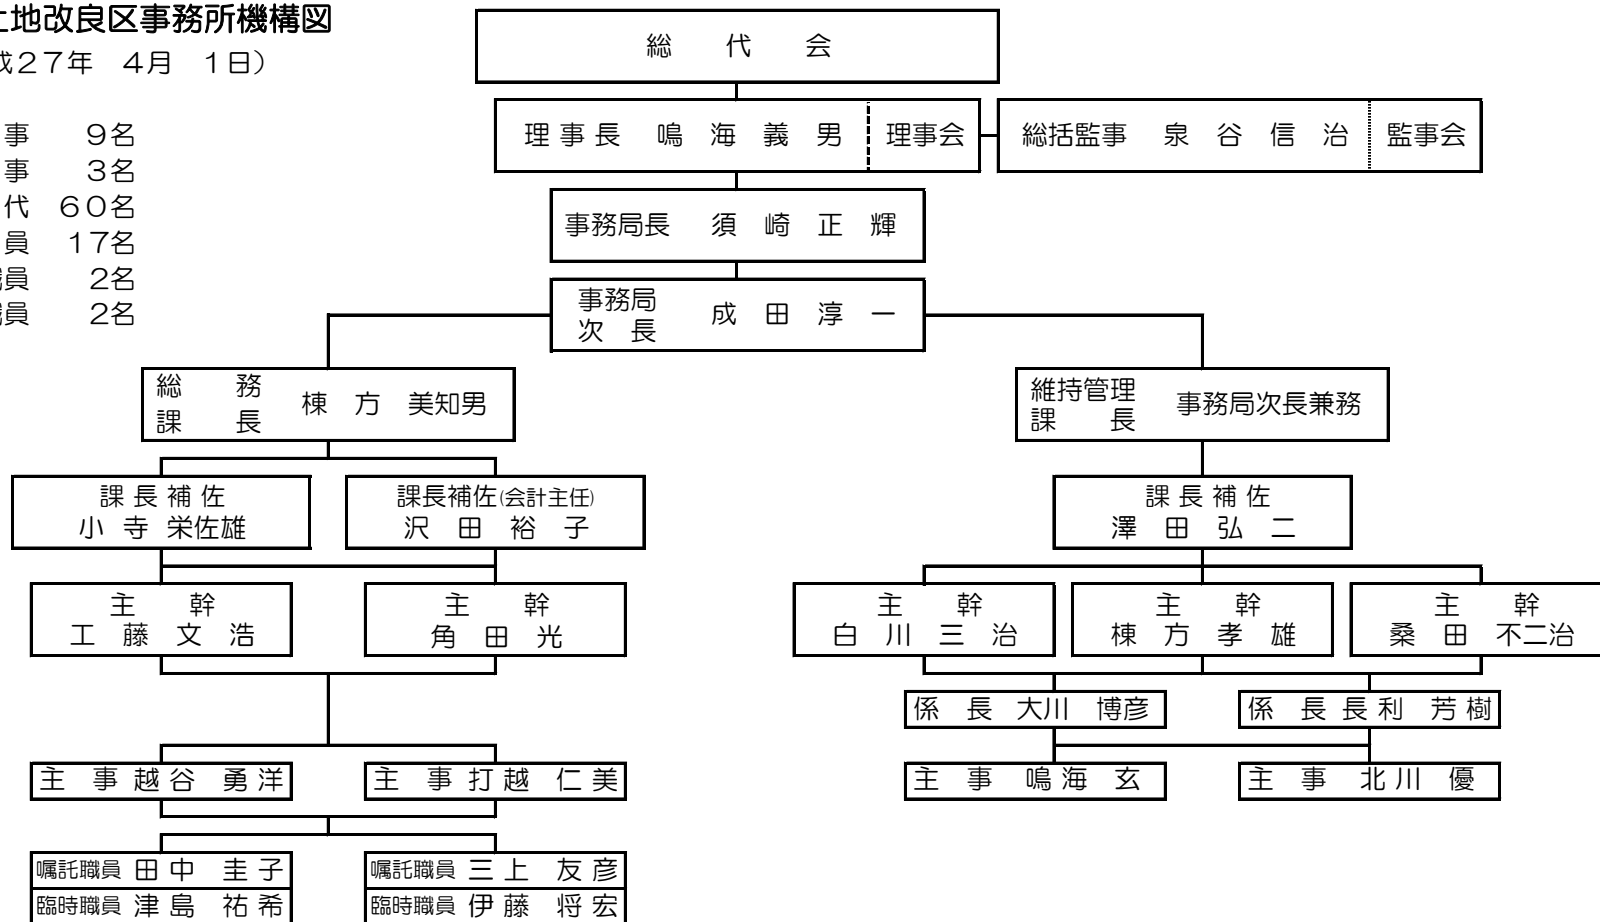 土地改良区事務所機構図
成27年 4月 1日）
事 9名
事 3名
代 60名
員 17名
職員 2名
職員 2名
総 代 会
理 事 長 鳴 海 義 男 理事会
総括監事 泉 谷 信 治 監事会
事務局長 須 崎 正 輝
事務局
次 長 成 田 淳 一
総 務
課 長 棟 方 美知男
維持管理
課 長 事務局次長兼務
課 長 補 佐
小 寺 栄佐雄
課長補佐(会計主任)
沢 田 裕 子
課 長 補 佐
澤 田 弘 二
主 幹
工 藤 文 浩
主 幹
角 田 光
主 幹
白 川 三 治
主 幹
棟 方 孝 雄
主 幹
桑 田 不二治
係 長 大川 博彦
係 長 長利 芳樹
主 事 越谷 勇洋
主 事 打越 仁美
主 事 鳴海 玄
主 事 北川 優
嘱託職員 田中 圭子
臨時職員 津島 祐希
嘱託職員 三上 友彦
臨時職員 伊藤 将宏